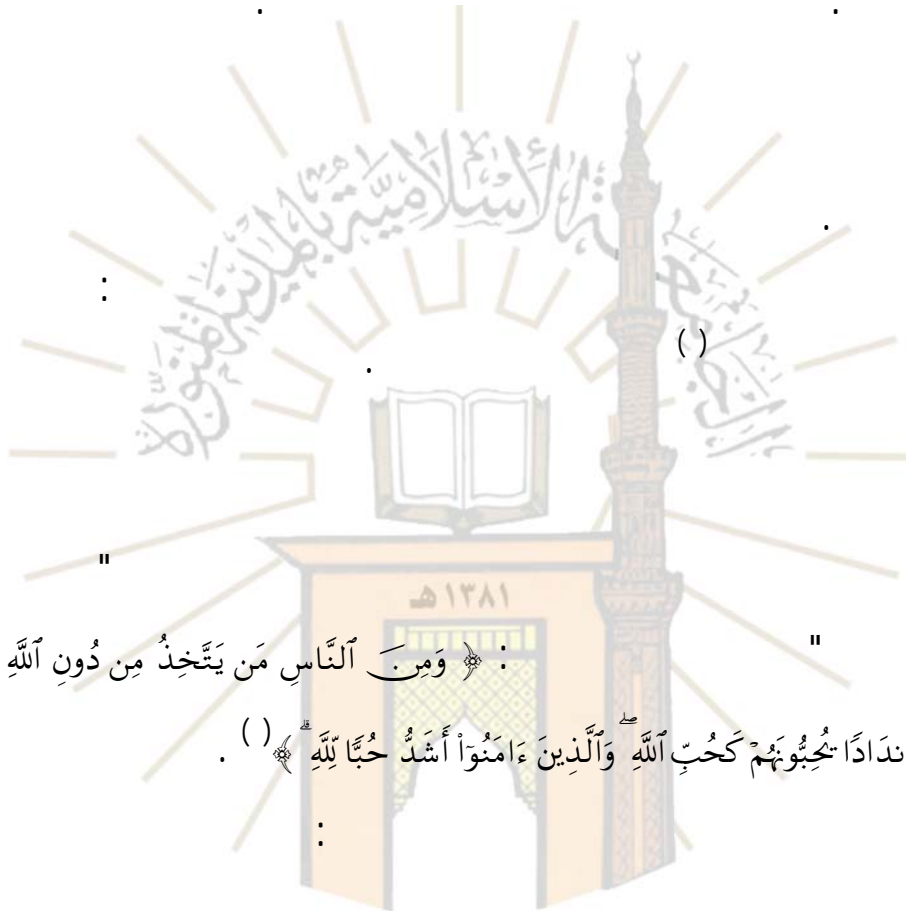 . .
الجامعة الإسلامية بالمدينة المنورة
.
:
( )
.
"
١٣٨١ هـ
" : ﴿ وَمِنَ ٱلنَّاسِ مَن يَتَّخِذُ مِن دُونِ ٱللَّهِ
ندَادًا يُحِبُّونَهُمْ كَحُبِّ ٱللَّهِ ۖ وَٱلَّذِينَ ءَامَنُوٓا۟ أَشَدُّ حُبًّا لِّلَّهِ ۗ ﴾( ) .
: